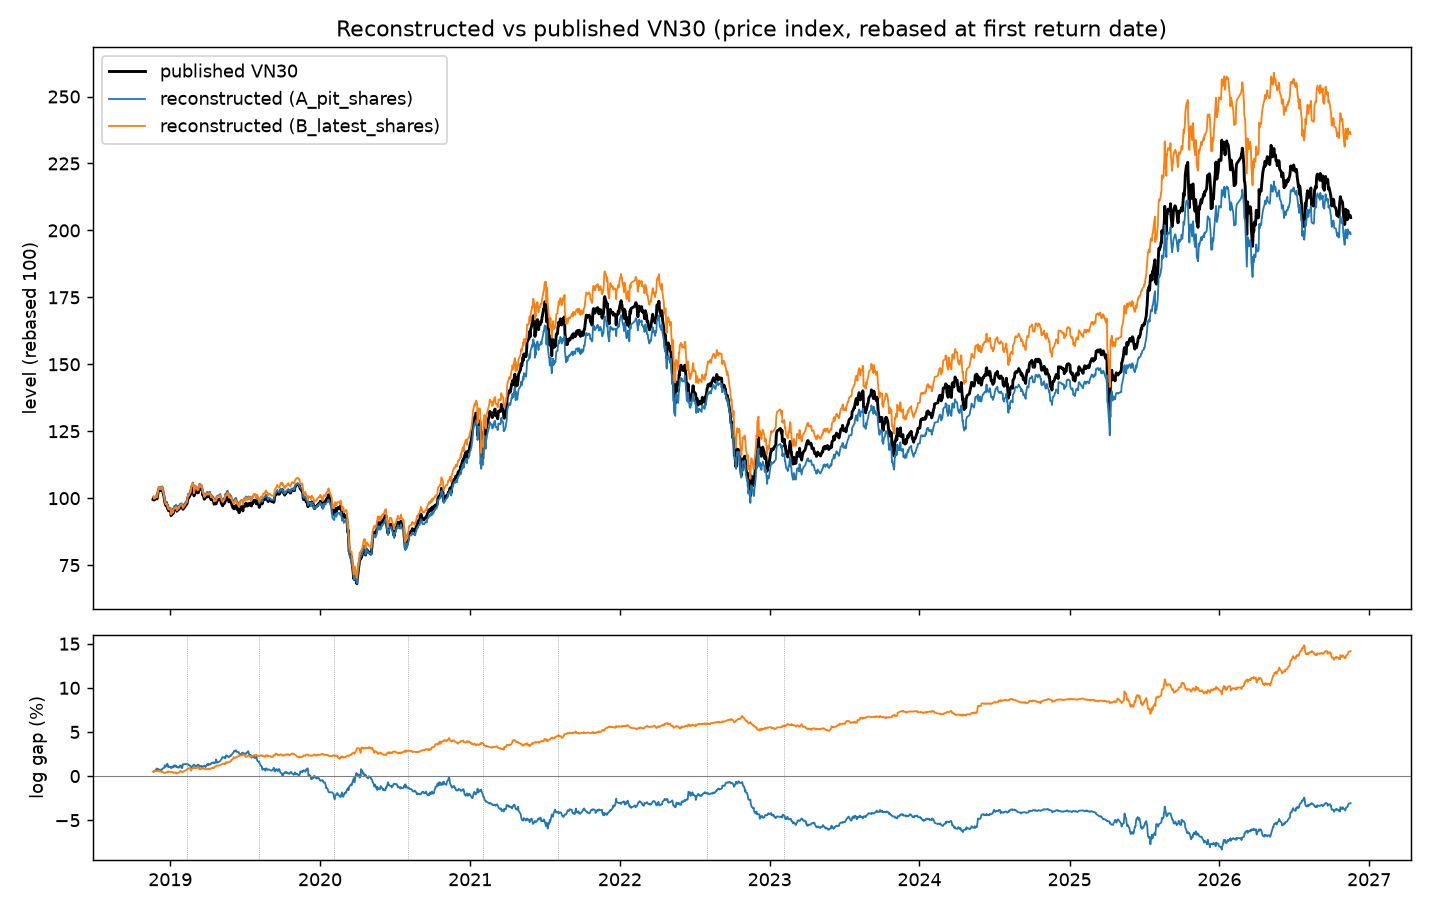 Reconstructed vs published VN30 (price index, rebased at first return date)
published VN30
reconstructed (A_pit_shares)
reconstructed (B_latest_shares)
level (rebased 100)
250
225
200
175
150
125
100
75
log gap (%)
15
10
5
0
−5
2019 2020 2021 2022 2023 2024 2025 2026 2027